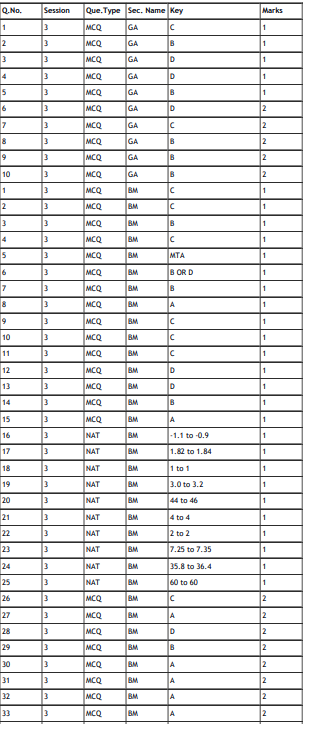 Q.No. Session Que.Type Sec. Name Key Marks
1 3 MCQ GA C 1
2 3 MCQ GA B 1
3 3 MCQ GA D 1
4 3 MCQ GA D 1
5 3 MCQ GA B 1
6 3 MCQ GA D 2
7 3 MCQ GA C 2
8 3 MCQ GA B 2
9 3 MCQ GA B 2
10 3 MCQ GA B 2
1 3 MCQ BM C 1
2 3 MCQ BM C 1
3 3 MCQ BM B 1
4 3 MCQ BM C 1
5 3 MCQ BM MTA 1
6 3 MCQ BM B OR D 1
7 3 MCQ BM B 1
8 3 MCQ BM A 1
9 3 MCQ BM C 1
10 3 MCQ BM C 1
11 3 MCQ BM C 1
12 3 MCQ BM D 1
13 3 MCQ BM D 1
14 3 MCQ BM B 1
15 3 MCQ BM A 1
16 3 NAT BM -1.1 to -0.9 1
17 3 NAT BM 1.82 to 1.84 1
18 3 NAT BM 1 to 1 1
19 3 NAT BM 3.0 to 3.2 1
20 3 NAT BM 44 to 46 1
21 3 NAT BM 4 to 4 1
22 3 NAT BM 2 to 2 1
23 3 NAT BM 7.25 to 7.35 1
24 3 NAT BM 35.8 to 36.4 1
25 3 NAT BM 60 to 60 1
26 3 MCQ BM C 2
27 3 MCQ BM A 2
28 3 MCQ BM D 2
29 3 MCQ BM B 2
30 3 MCQ BM A 2
31 3 MCQ BM A 2
32 3 MCQ BM A 2
33 3 MCQ BM A 2